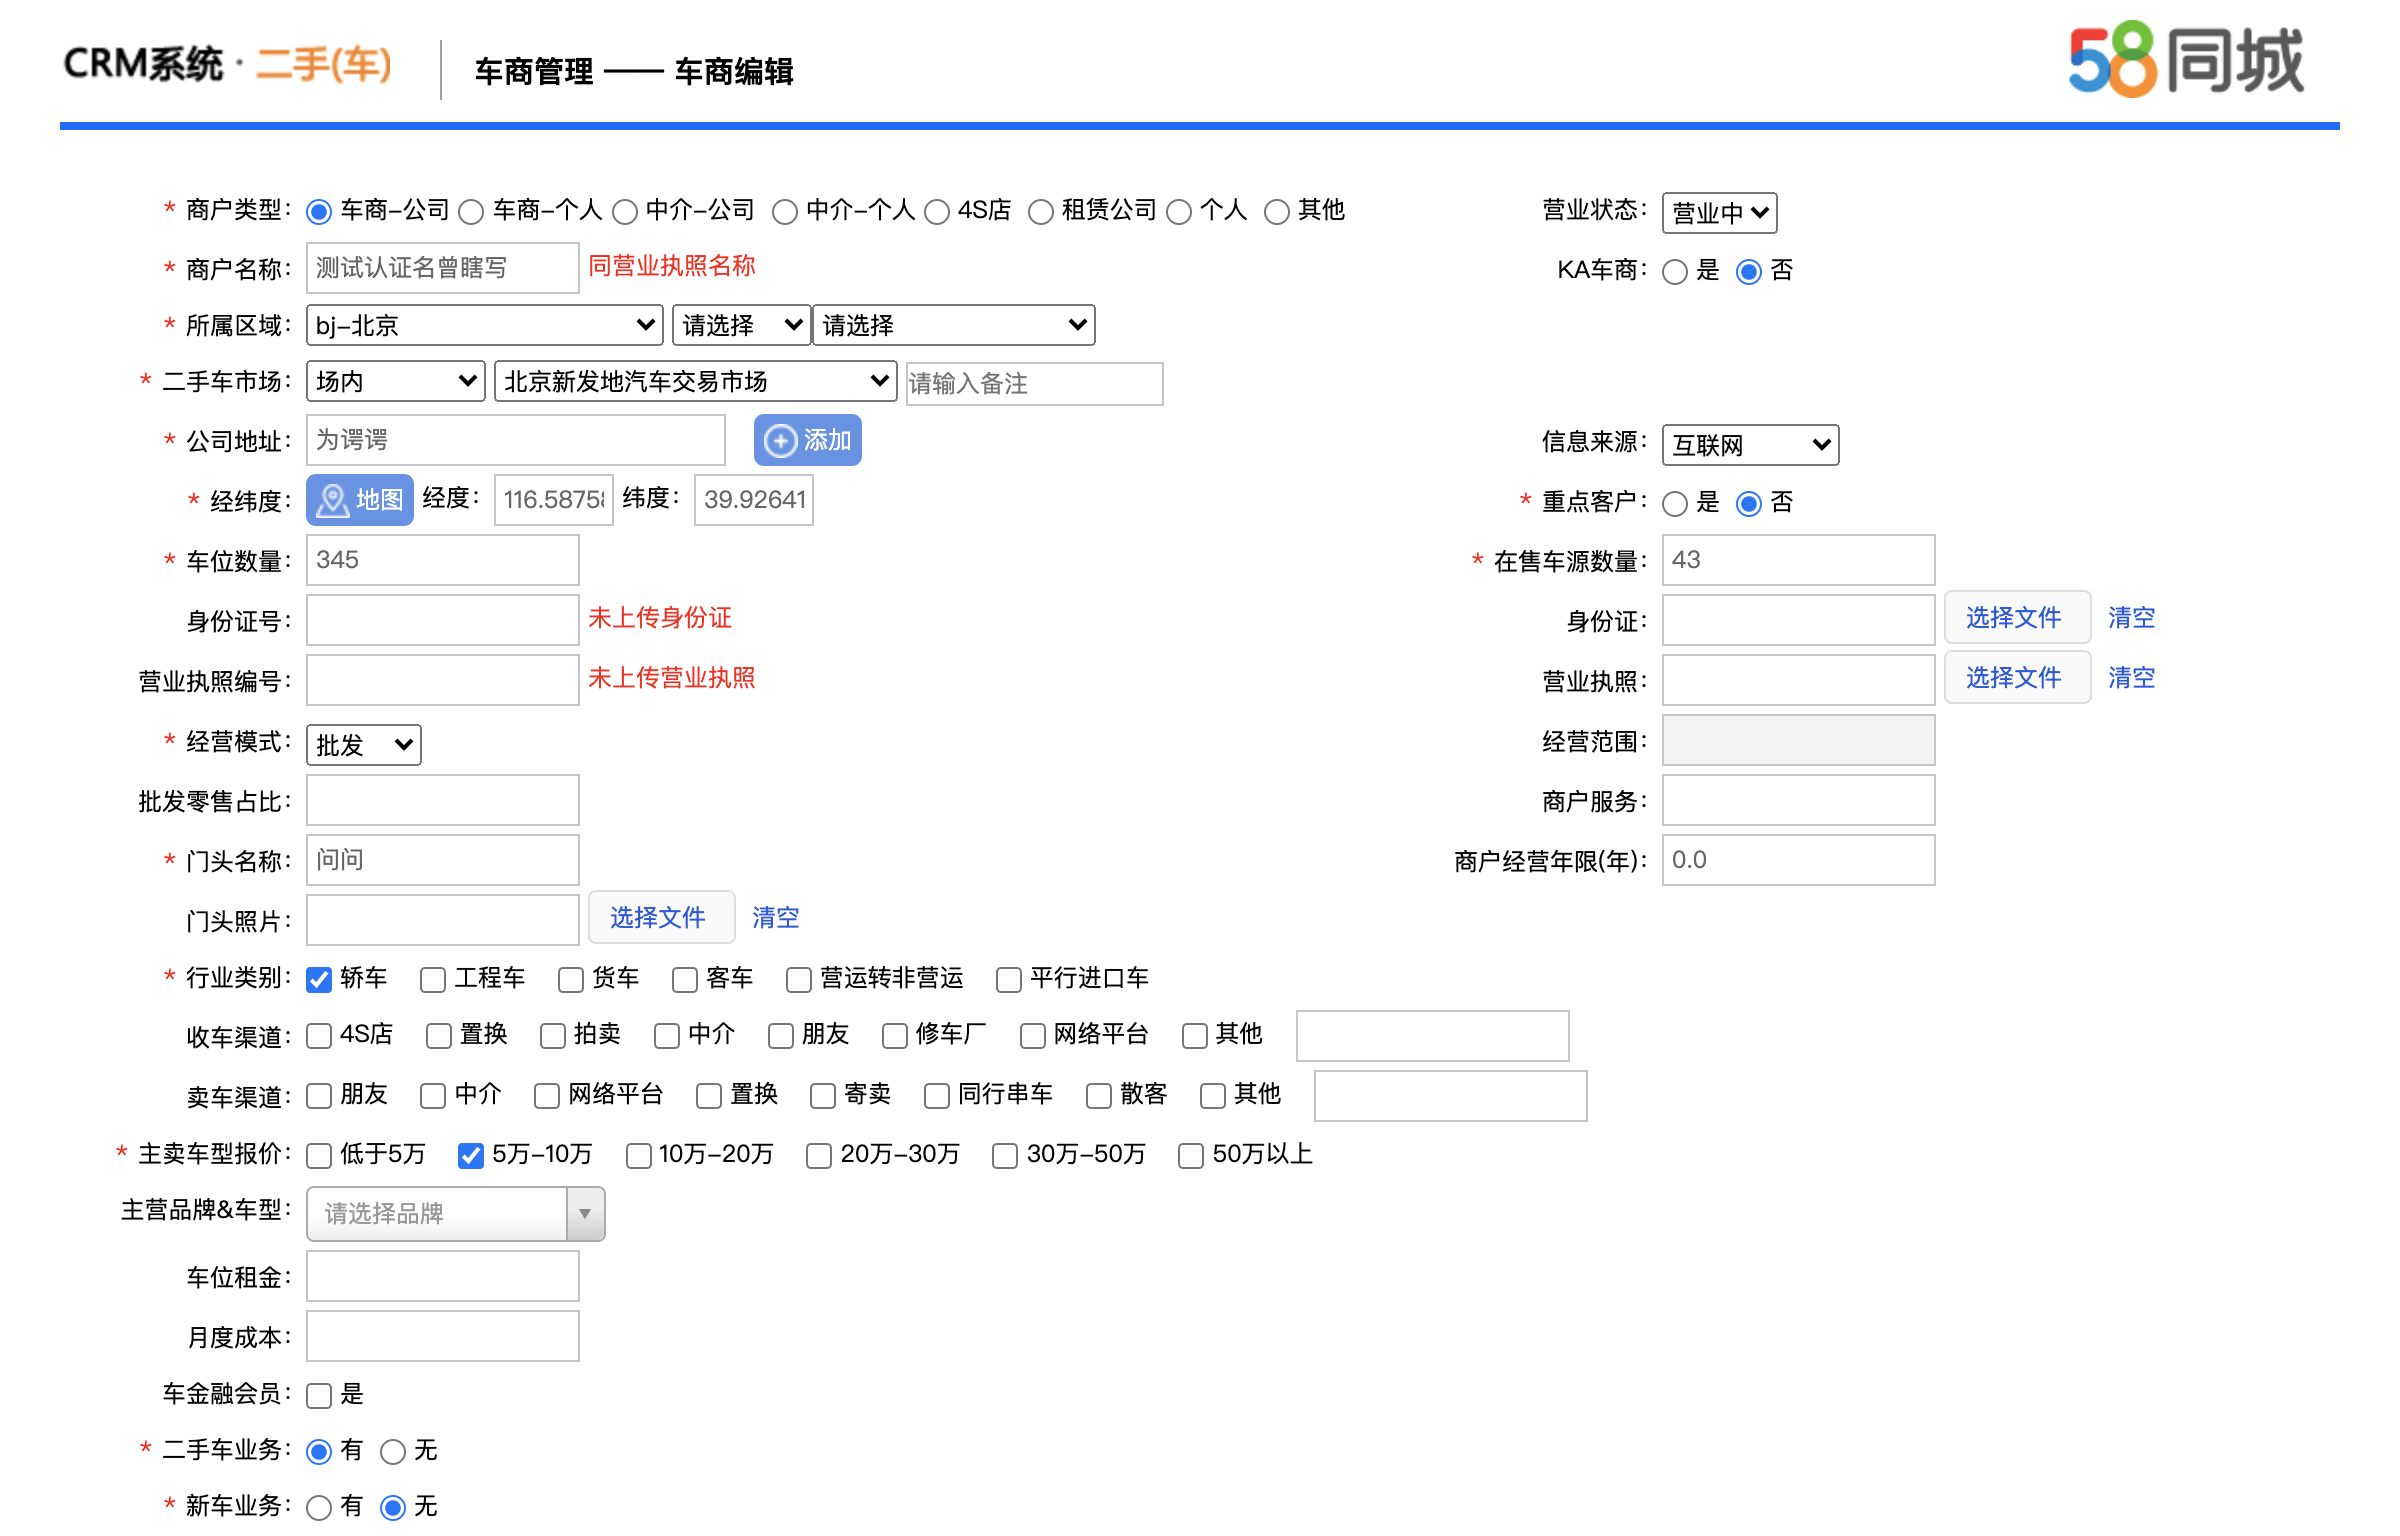 CRM系统 · 二手(车) 车商管理 —— 车商编辑 58同城
* 商户类型： 车商-公司 车商-个人 中介-公司 中介-个人 4S店 租赁公司 个人 其他 营业状态： 营业中
* 商户名称： 测试认证名曾瞎写 同营业执照名称 KA车商： 是 否
* 所属区域： bj-北京 请选择 请选择
* 二手车市场： 场内 北京新发地汽车交易市场 请输入备注
* 公司地址： 为谔谔 添加 信息来源： 互联网
* 经纬度： 地图 经度： 116.5875 纬度： 39.92641 * 重点客户： 是 否
* 车位数量： 345 * 在售车源数量： 43
身份证号： 未上传身份证 身份证： 选择文件 清空
营业执照编号： 未上传营业执照 营业执照： 选择文件 清空
* 经营模式： 批发 经营范围：
批发零售占比： 商户服务：
* 门头名称： 问问 商户经营年限(年)： 0.0
门头照片： 选择文件 清空
* 行业类别： 轿车 工程车 货车 客车 营运转非营运 平行进口车
收车渠道： 4S店 置换 拍卖 中介 朋友 修车厂 网络平台 其他
卖车渠道： 朋友 中介 网络平台 置换 寄卖 同行串车 散客 其他
* 主卖车型报价： 低于5万 5万-10万 10万-20万 20万-30万 30万-50万 50万以上
主营品牌&车型： 请选择品牌
车位租金：
月度成本：
车金融会员： 是
* 二手车业务： 有 无
* 新车业务： 有 无